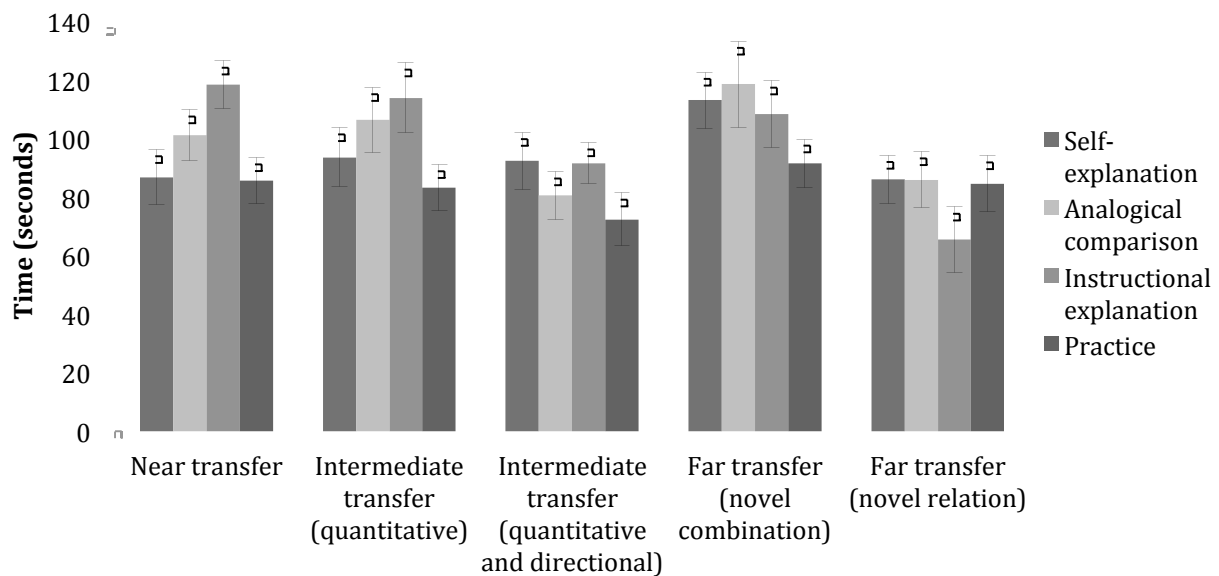 140
120
100
80
60
40
20
0
Time (seconds)
Near transfer
Intermediate
transfer
(quantitative)
Intermediate
transfer
(quantitative
and directional)
Far transfer
(novel
combination)
Far transfer
(novel relation)
Self-
explanation
Analogical
comparison
Instructional
explanation
Practice